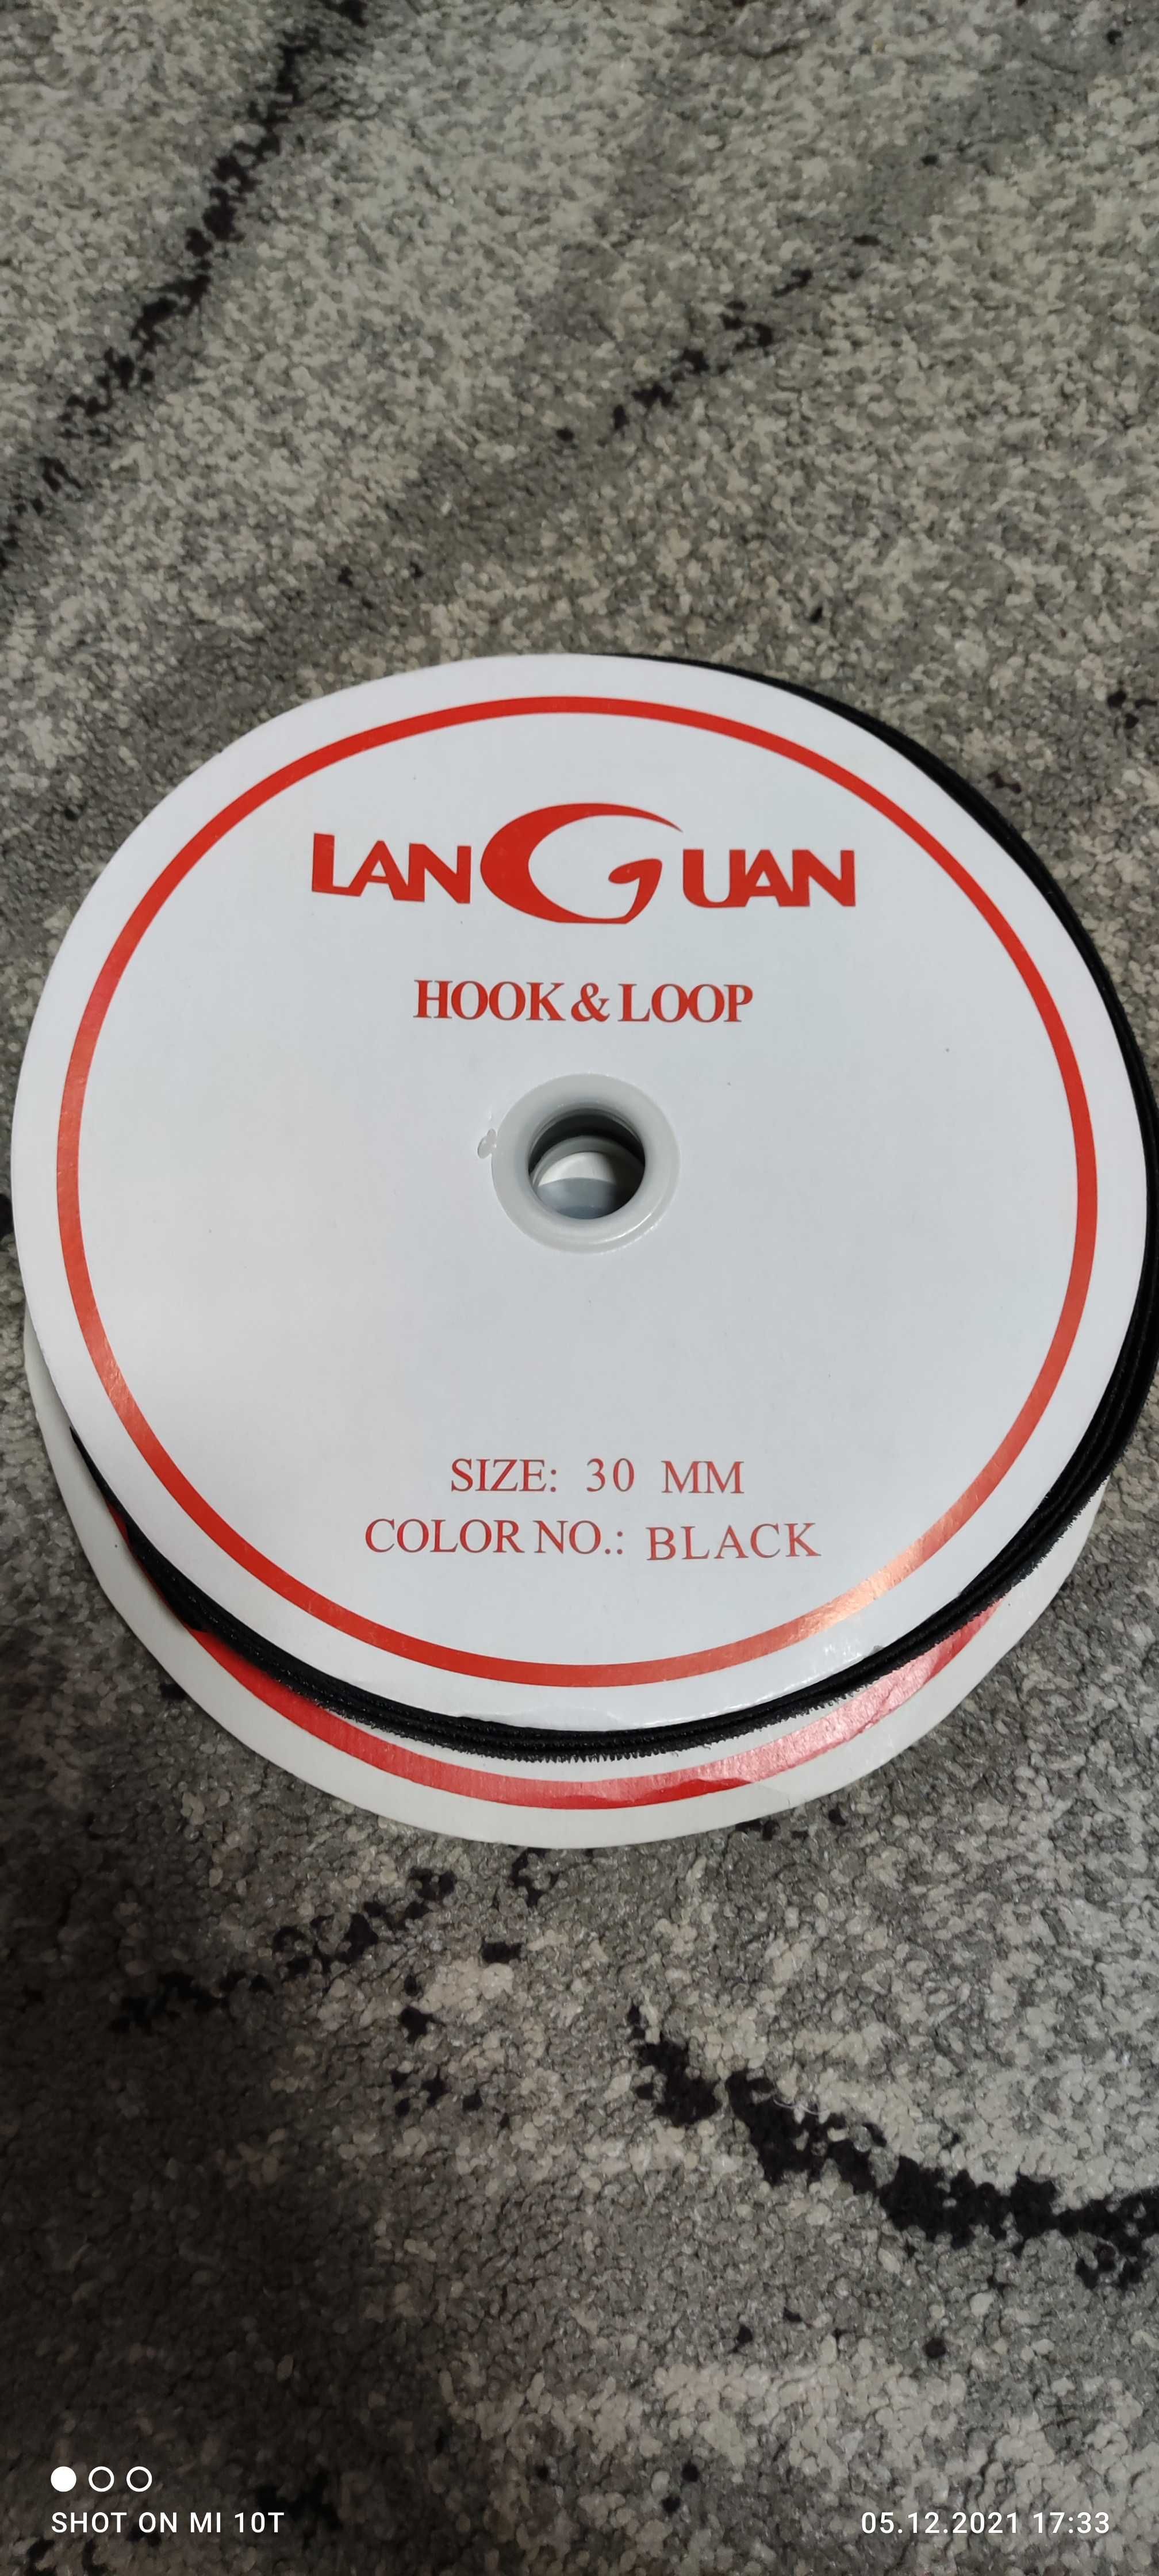 LANGUAN
HOOK & LOOP
SIZE: 30 MM
COLOR NO.: BLACK
SHOT ON MI 10T
05.12.2021 17:33